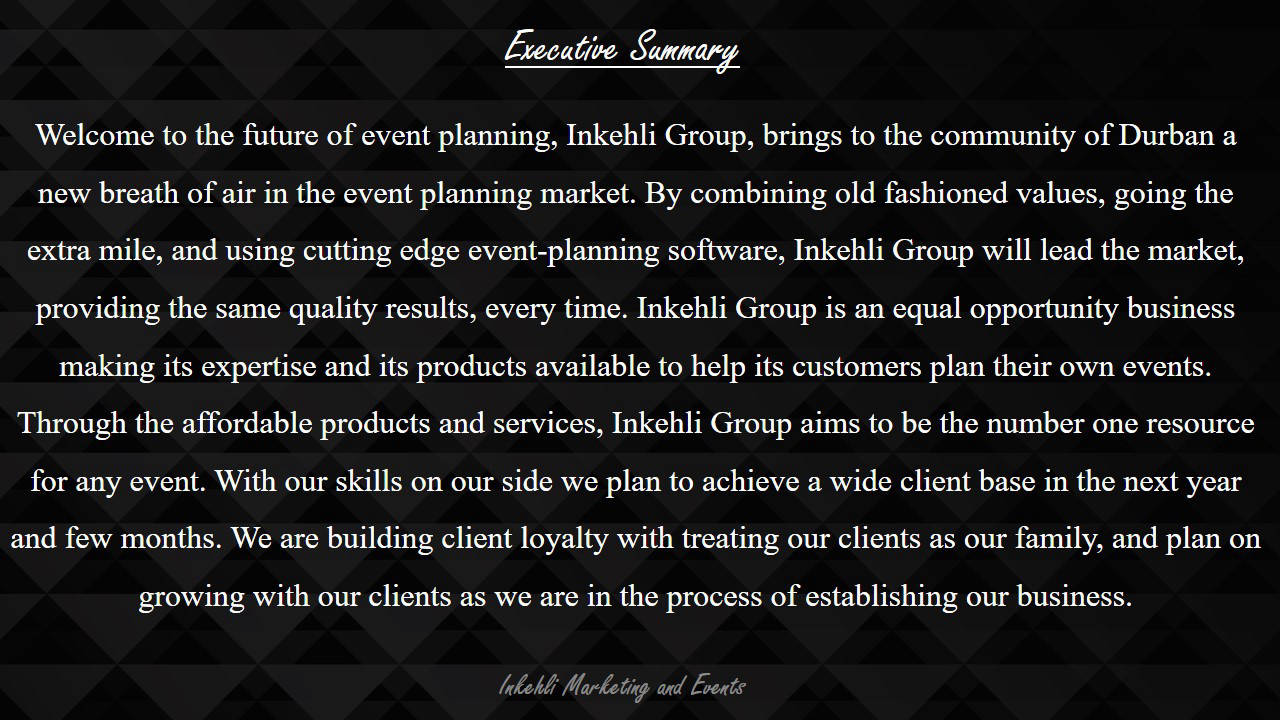 Executive Summary
Welcome to the future of event planning, Inkehli Group, brings to the community of Durban a
new breath of air in the event planning market. By combining old fashioned values, going the
extra mile, and using cutting edge event-planning software, Inkehli Group will lead the market,
providing the same quality results, every time. Inkehli Group is an equal opportunity business
making its expertise and its products available to help its customers plan their own events.
Through the affordable products and services, Inkehli Group aims to be the number one resource
for any event. With our skills on our side we plan to achieve a wide client base in the next year
and few months. We are building client loyalty with treating our clients as our family, and plan on
growing with our clients as we are in the process of establishing our business.
Inkehli Marketing and Events